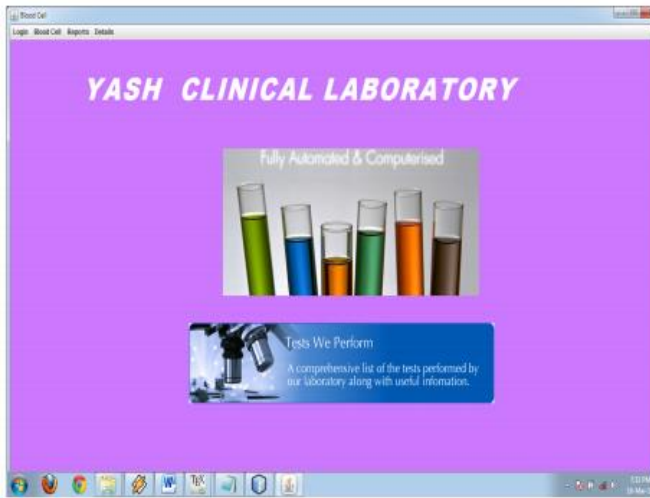 Blood Cell
Login Blood Cell Reports Details
YASH CLINICAL LABORATORY
Fully Automated & Computerised
Tests We Perform
A comprehensive list of the tests performed by
our laboratory along with useful infomation.
W
TEX